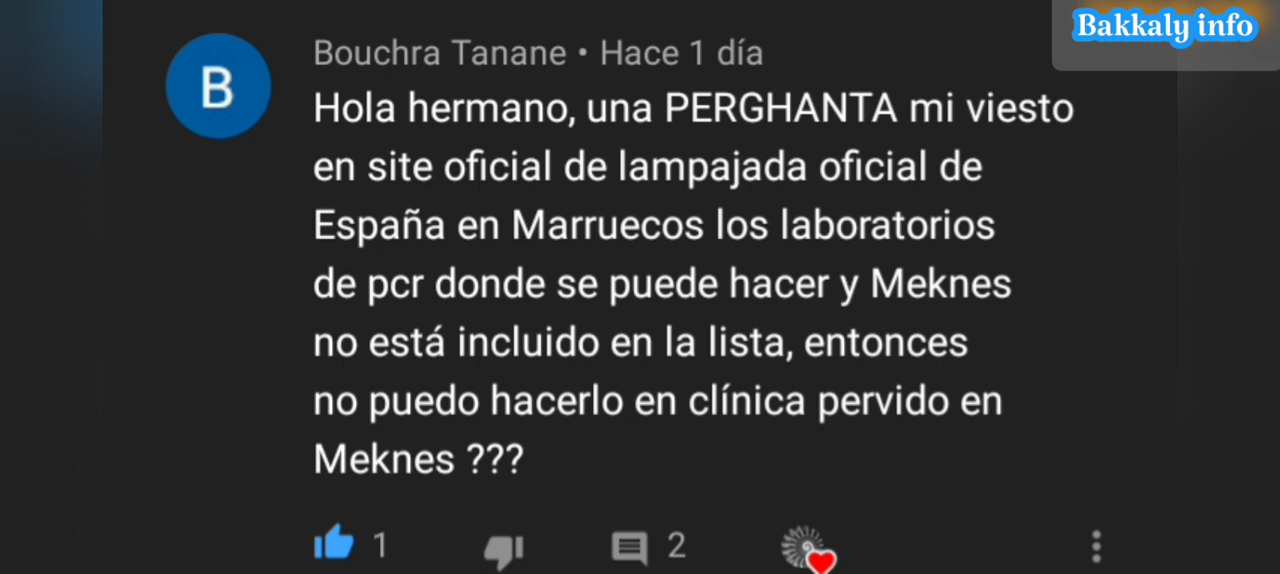 Bakkaly info
Bouchra Tanane • Hace 1 día
Hola hermano, una PERGHANTA mi viesto
en site oficial de lampajada oficial de
España en Marruecos los laboratorios
de pcr donde se puede hacer y Meknes
no está incluido en la lista, entonces
no puedo hacerlo en clínica pervido en
Meknes ???
1
2
B